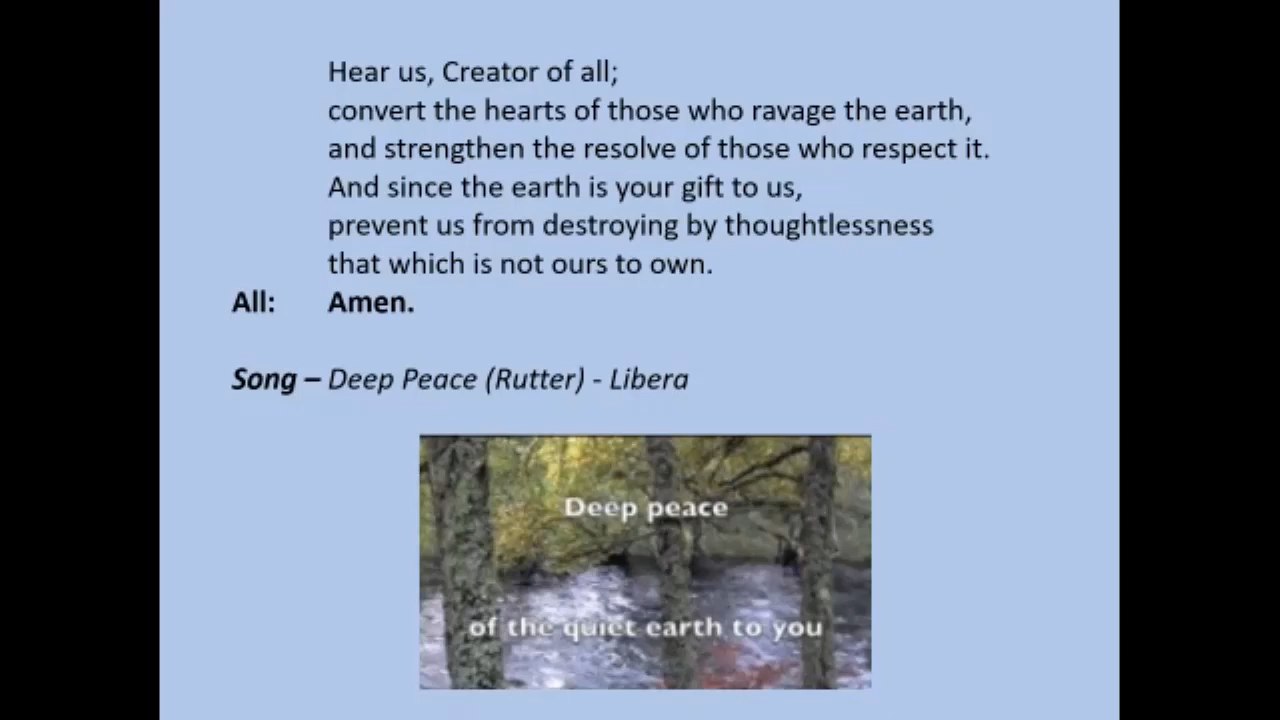 Hear us, Creator of all;
convert the hearts of those who ravage the earth,
and strengthen the resolve of those who respect it.
And since the earth is your gift to us,
prevent us from destroying by thoughtlessness
that which is not ours to own.
All: Amen.
Song – Deep Peace (Rutter) - Libera
Deep peace
of the quiet earth to you